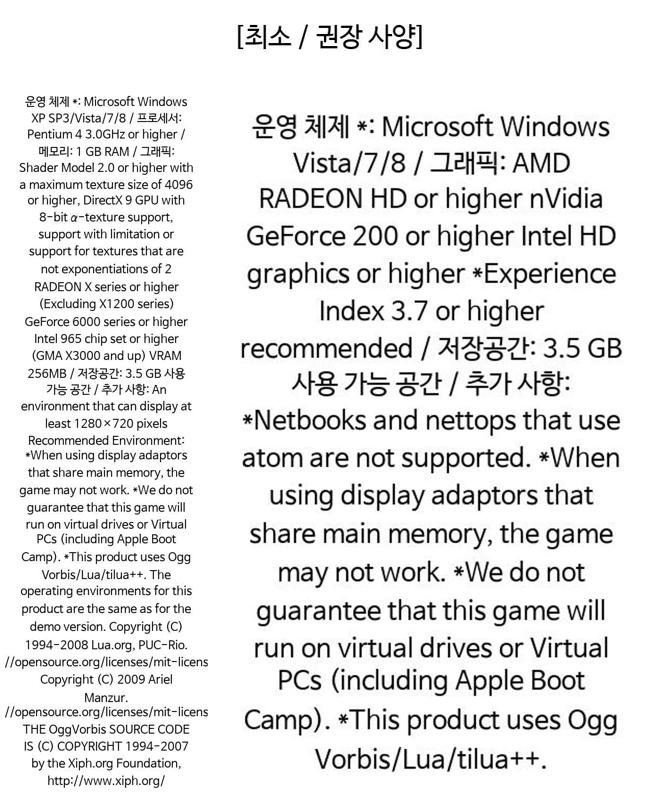 [최소 / 권장 사양]
운영 체제 *: Microsoft Windows
XP SP3/Vista/7/8 / 프로세서:
Pentium 4 3.0GHz or higher /
메모리: 1 GB RAM / 그래픽:
Shader Model 2.0 or higher with
a maximum texture size of 4096
or higher, DirectX 9 GPU with
8-bit α-texture support,
support with limitation or
support for textures that are
not exponentiations of 2
RADEON X series or higher
(Excluding X1200 series)
GeForce 6000 series or higher
Intel 965 chip set or higher
(GMA X3000 and up) VRAM
256MB / 저장공간: 3.5 GB 사용
가능 공간 / 추가 사항: An
environment that can display at
least 1280×720 pixels
Recommended Environment:
*When using display adaptors
that share main memory, the
game may not work. *We do not
guarantee that this game will
run on virtual drives or Virtual
PCs (including Apple Boot
Camp). *This product uses Ogg
Vorbis/Lua/tilua++. The
operating environments for this
product are the same as for the
demo version. Copyright (C)
1994-2008 Lua.org, PUC-Rio.
//opensource.org/licenses/mit-licens
Copyright (C) 2009 Ariel
Manzur.
//opensource.org/licenses/mit-licens
THE OggVorbis SOURCE CODE
IS (C) COPYRIGHT 1994-2007
by the Xiph.org Foundation,
http://www.xiph.org/
운영 체제 *: Microsoft Windows
Vista/7/8 / 그래픽: AMD
RADEON HD or higher nVidia
GeForce 200 or higher Intel HD
graphics or higher *Experience
Index 3.7 or higher
recommended / 저장공간: 3.5 GB
사용 가능 공간 / 추가 사항:
*Netbooks and nettops that use
atom are not supported. *When
using display adaptors that
share main memory, the game
may not work. *We do not
guarantee that this game will
run on virtual drives or Virtual
PCs (including Apple Boot
Camp). *This product uses Ogg
Vorbis/Lua/tilua++.